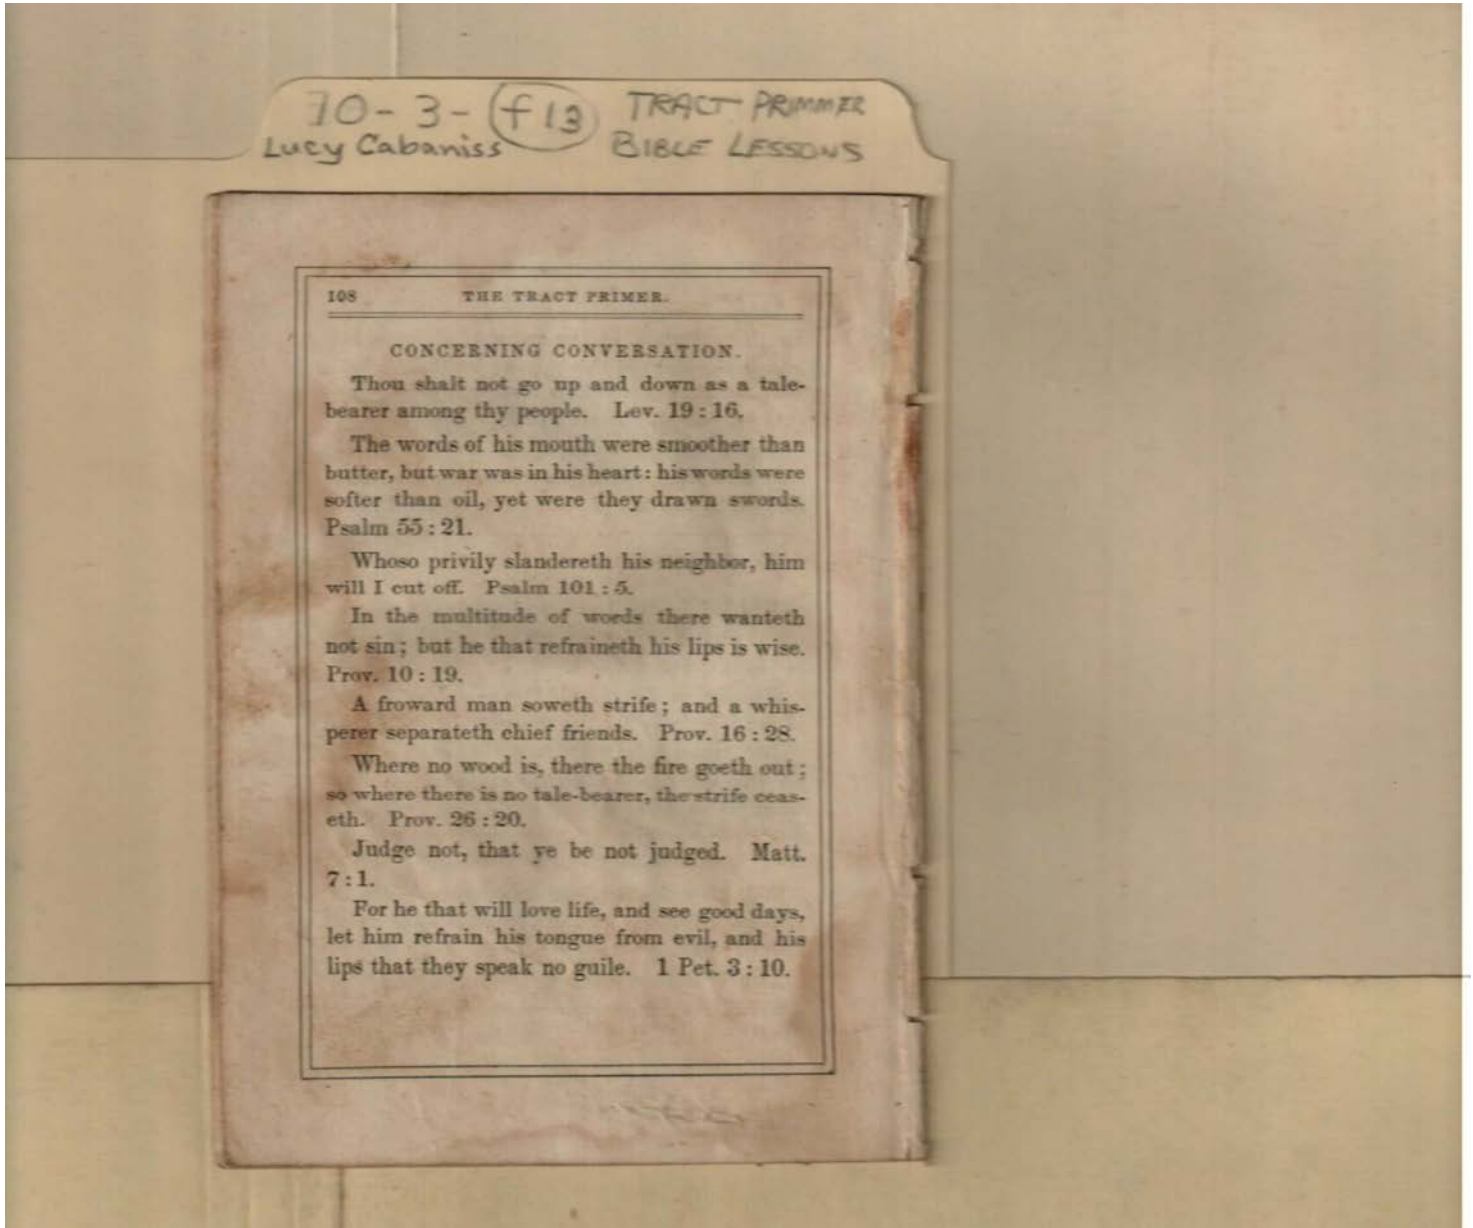 70-3-f13 TRACT PRIMMER
Lucy Cabaniss BIBLE LESSONS
108 THE TRACT PRIMER.
CONCERNING CONVERSATION.
Thou shalt not go up and down as a tale-
bearer among thy people. Lev. 19 : 16.
The words of his mouth were smoother than
butter, but war was in his heart : his words were
softer than oil, yet were they drawn swords.
Psalm 55 : 21.
Whoso privily slandereth his neighbor, him
will I cut off. Psalm 101 : 5.
In the multitude of words there wanteth
not sin ; but he that refraineth his lips is wise.
Prov. 10 : 19.
A froward man soweth strife ; and a whis-
perer separateth chief friends. Prov. 16 : 28.
Where no wood is, there the fire goeth out ;
so where there is no tale-bearer, the strife ceas-
eth. Prov. 26 : 20.
Judge not, that ye be not judged. Matt.
7 : 1.
For he that will love life, and see good days,
let him refrain his tongue from evil, and his
lips that they speak no guile. 1 Pet. 3 : 10.